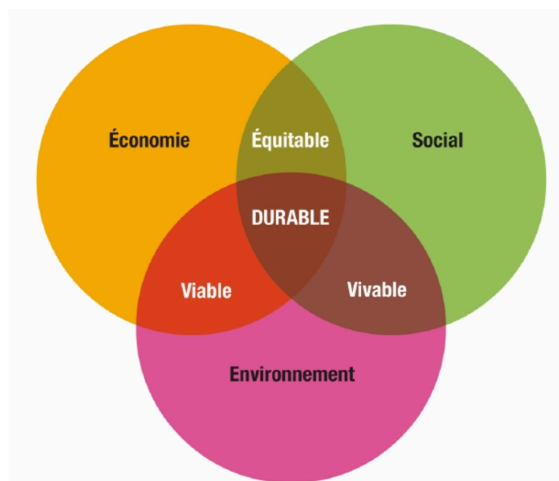 Économie
Équitable
Social
DURABLE
Viable
Vivable
Environnement